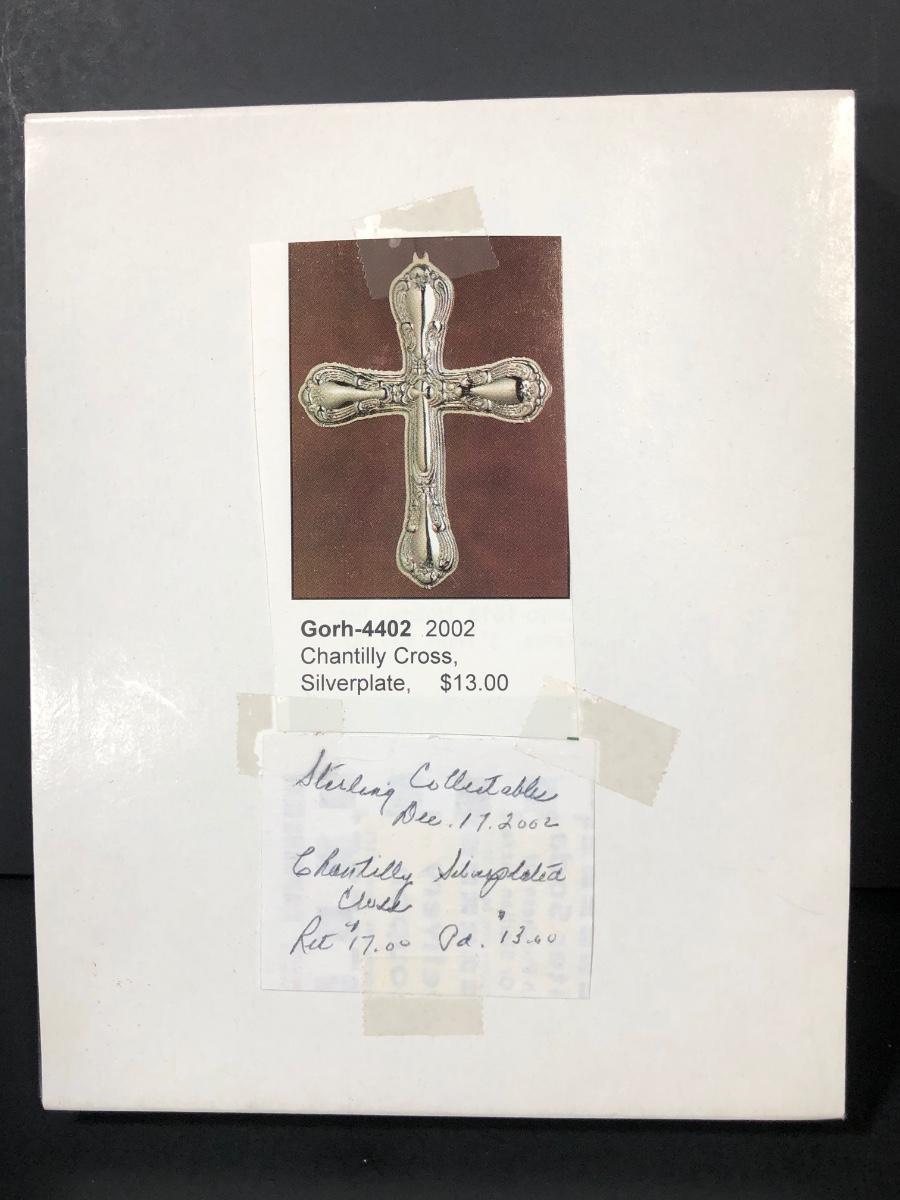 Gorh-4402 2002
Chantilly Cross,
Silverplate, $13.00
Sterling Collectables
Dec. 17. 2002
Chantilly Silverplated
Cross
Ret $17.00 Pd. $13.00